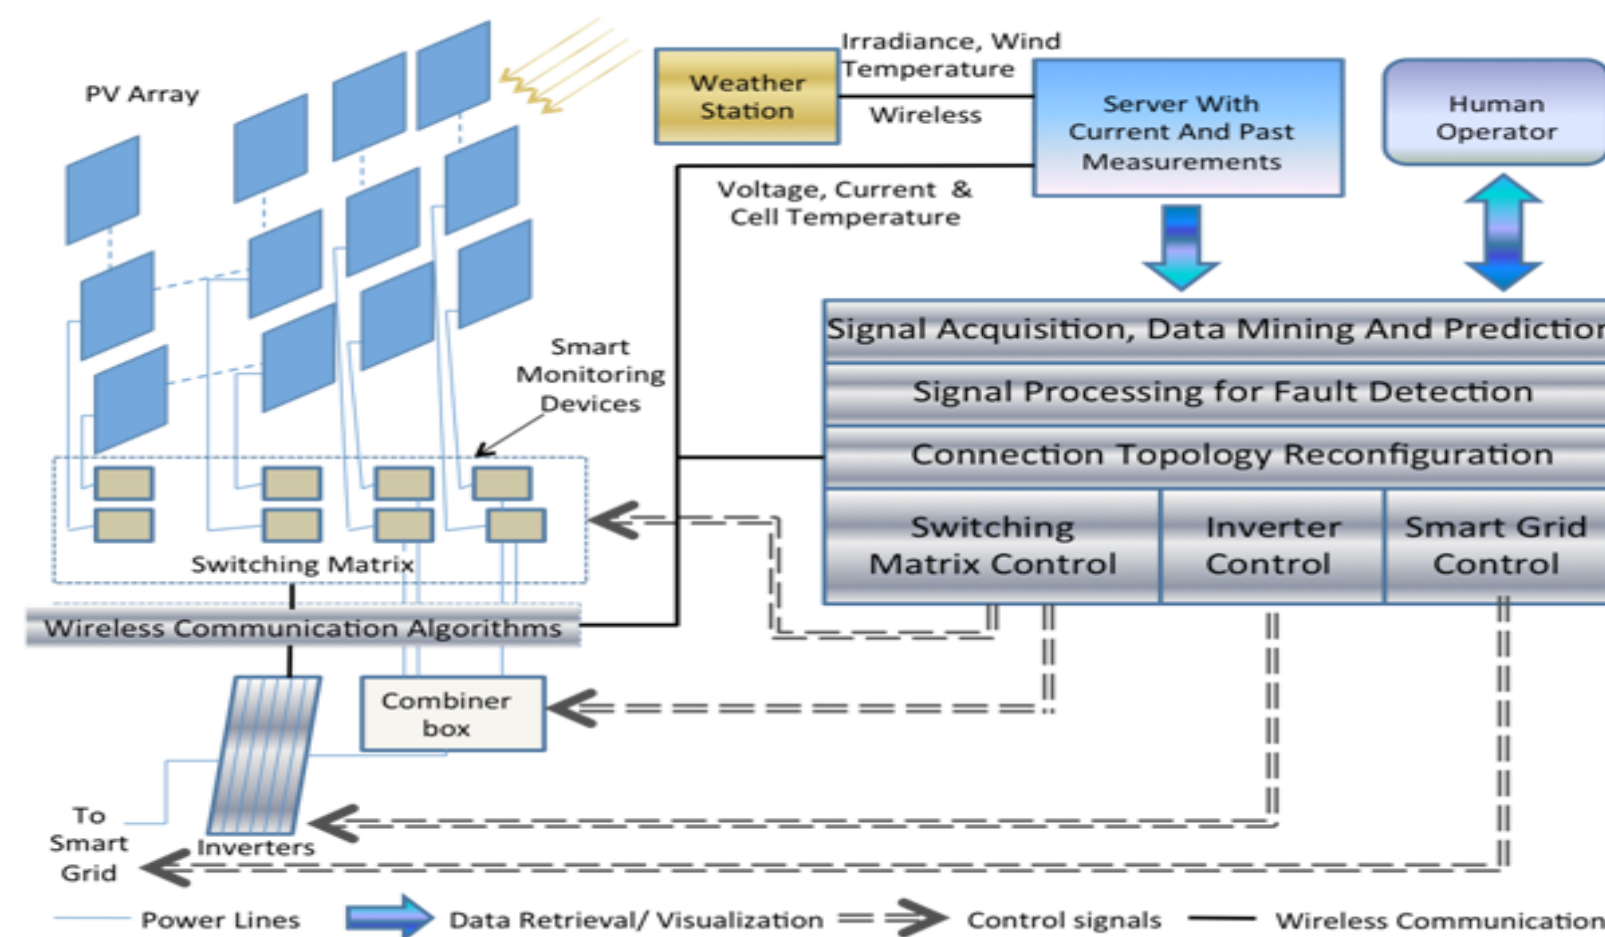 PV Array
Weather
Station
Irradiance, Wind
Temperature
Wireless
Server With
Current And Past
Measurements
Human
Operator
Voltage, Current &
Cell Temperature
Smart
Monitoring
Devices
Signal Acquisition, Data Mining And Prediction
Signal Processing for Fault Detection
Connection Topology Reconfiguration
Switching
Matrix Control
Inverter
Control
Smart Grid
Control
Switching Matrix
Wireless Communication Algorithms
Combiner
box
To
Smart
Grid
Inverters
Power Lines
Data Retrieval/ Visualization
Control signals
Wireless Communication